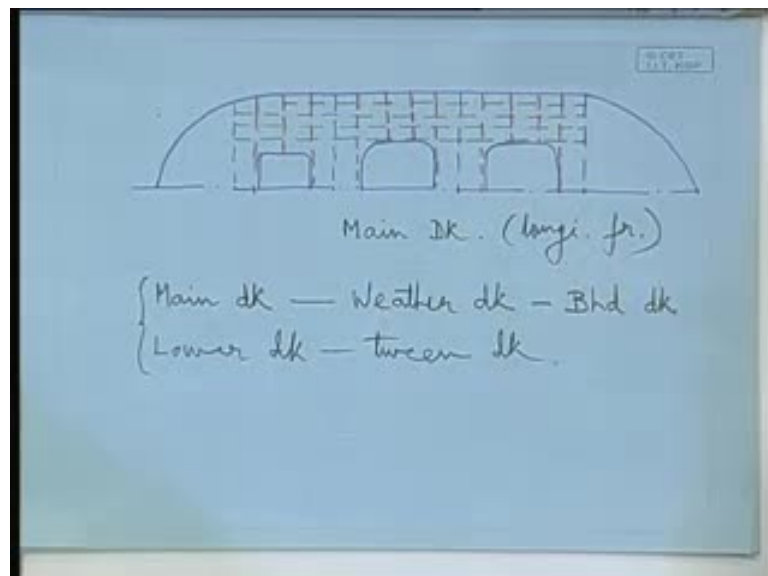 Main DK. (longi. fr.)
Main dk — Weather dk – Bhd dk
Lower dk — tween dk.